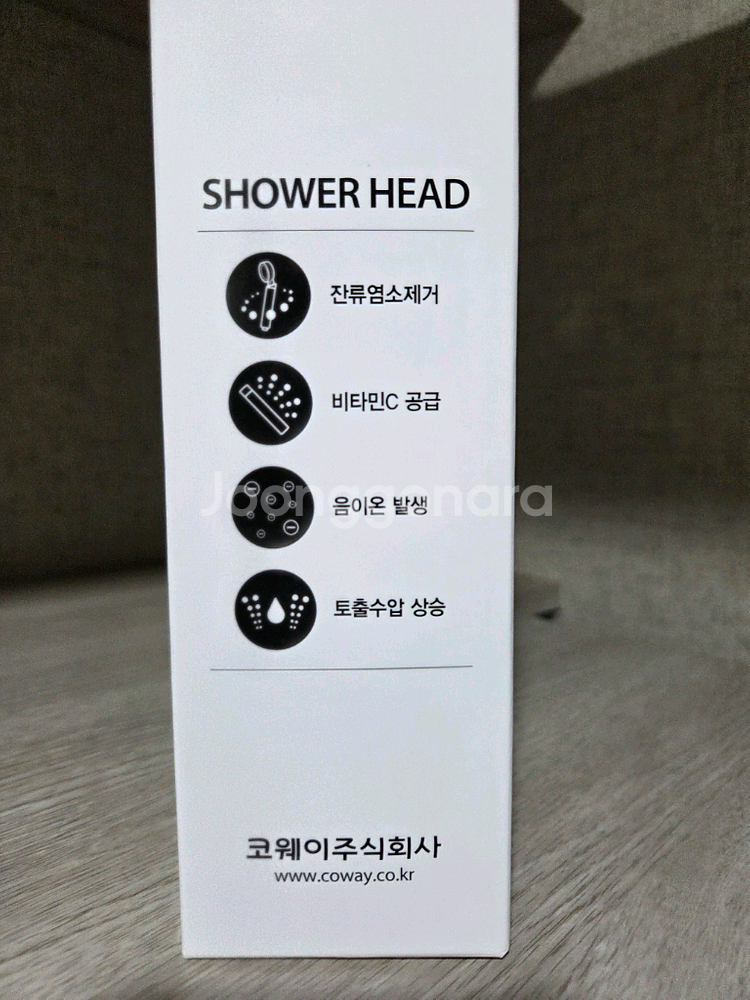 SHOWER HEAD
잔류염소제거
비타민C 공급
Joonggonara
음이온 발생
토출수압 상승
코웨이주식회사
www.coway.co.kr